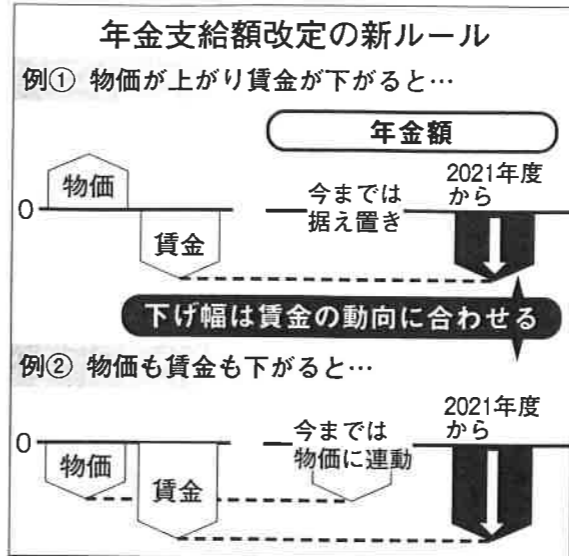 年金支給額改定の新ルール
例① 物価が上がり賃金が下がると…
年金額
物価
0
賃金
今までは
据え置き
2021年度
から
下げ幅は賃金の動向に合わせる
例② 物価も賃金も下がると…
0
物価
賃金
今までは
物価に連動
2021年度
から